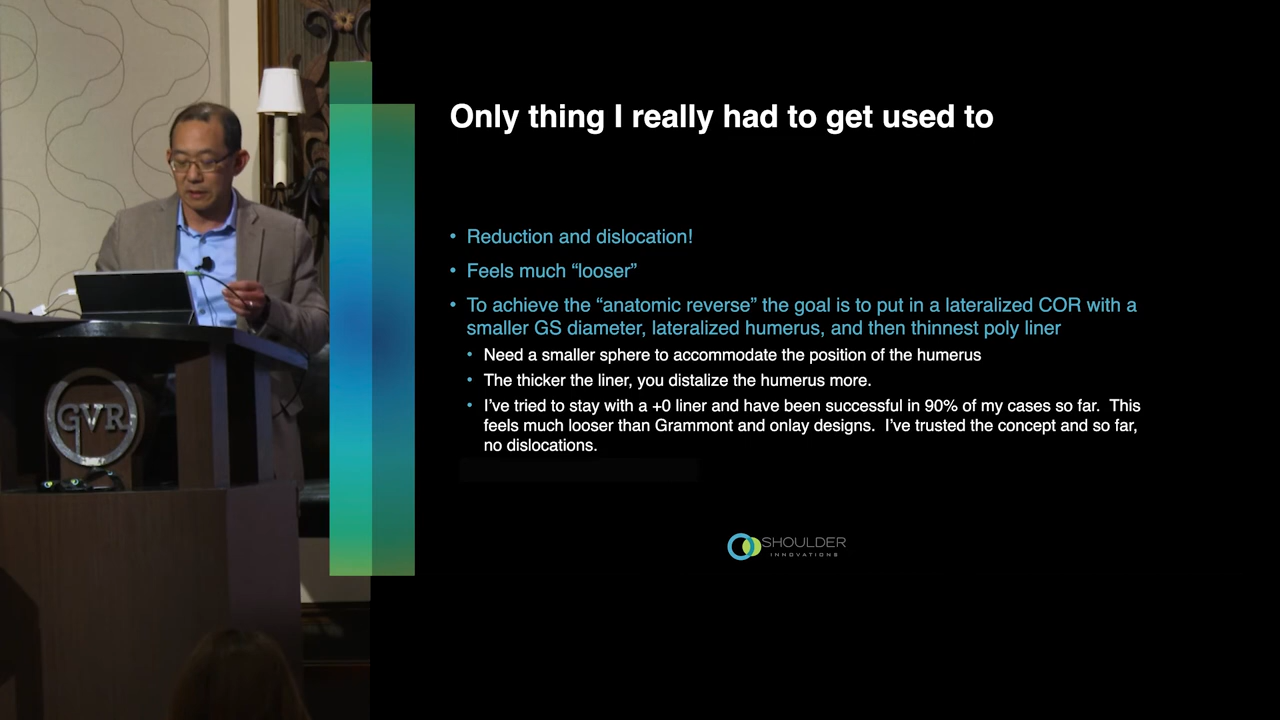 Only thing I really had to get used to
• Reduction and dislocation!
• Feels much “looser”
• To achieve the “anatomic reverse” the goal is to put in a lateralized COR with a
smaller GS diameter, lateralized humerus, and then thinnest poly liner
• Need a smaller sphere to accommodate the position of the humerus
• The thicker the liner, you distalize the humerus more.
• I’ve tried to stay with a +0 liner and have been successful in 90% of my cases so far.  This
feels much looser than Grammont and onlay designs.  I’ve trusted the concept and so far,
no dislocations.
GVR
SHOULDER
INNOVATIONS